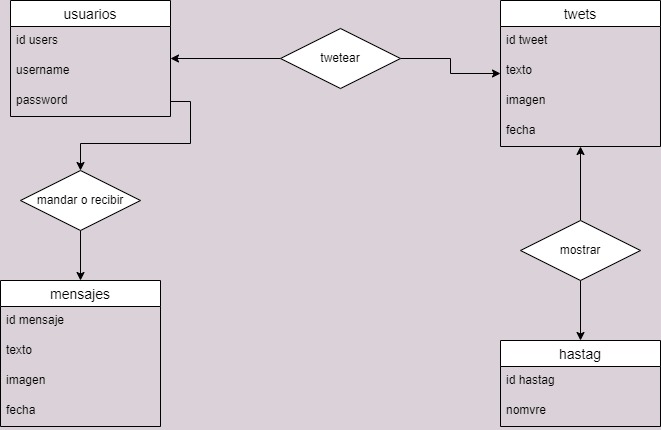 usuarios
id users
username
password
twetear
twets
id tweet
texto
imagen
fecha
mandar o recibir
mostrar
mensajes
id mensaje
texto
imagen
fecha
hastag
id hastag
nomvre